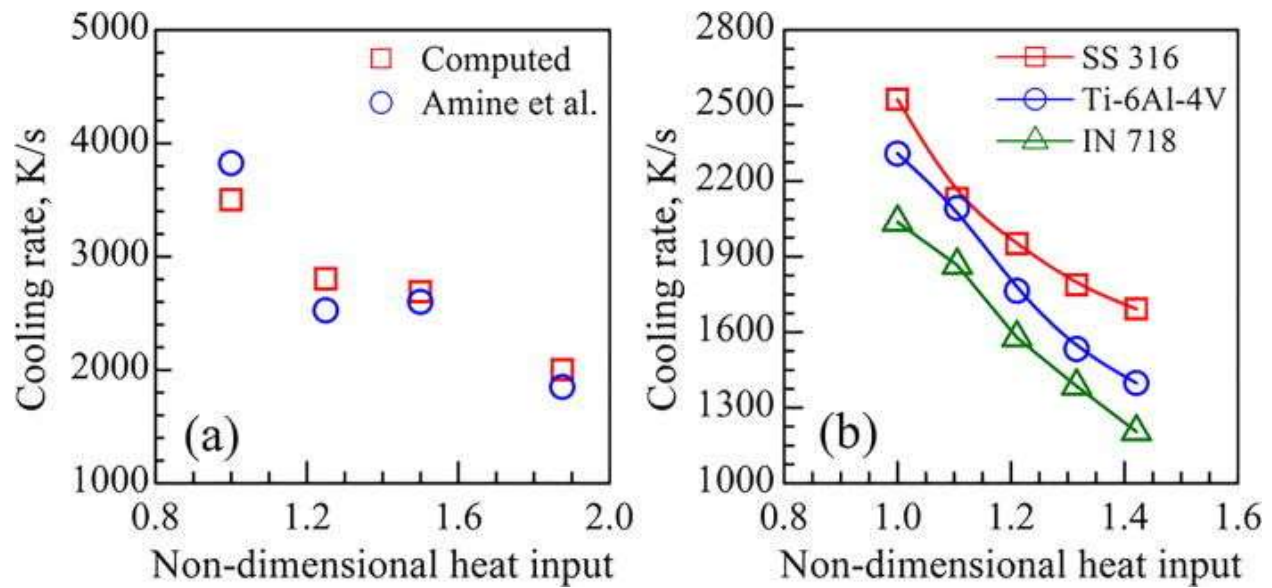 5000
4000
3000
2000
1000
0.8
1.2
1.6
2.0
Cooling rate, K/s
Non-dimensional heat input
Computed
Amine et al.
(a)
2800
2500
2200
1900
1600
1300
1000
0.8
1.0
1.2
1.4
1.6
Cooling rate, K/s
Non-dimensional heat input
SS 316
Ti-6Al-4V
IN 718
(b)